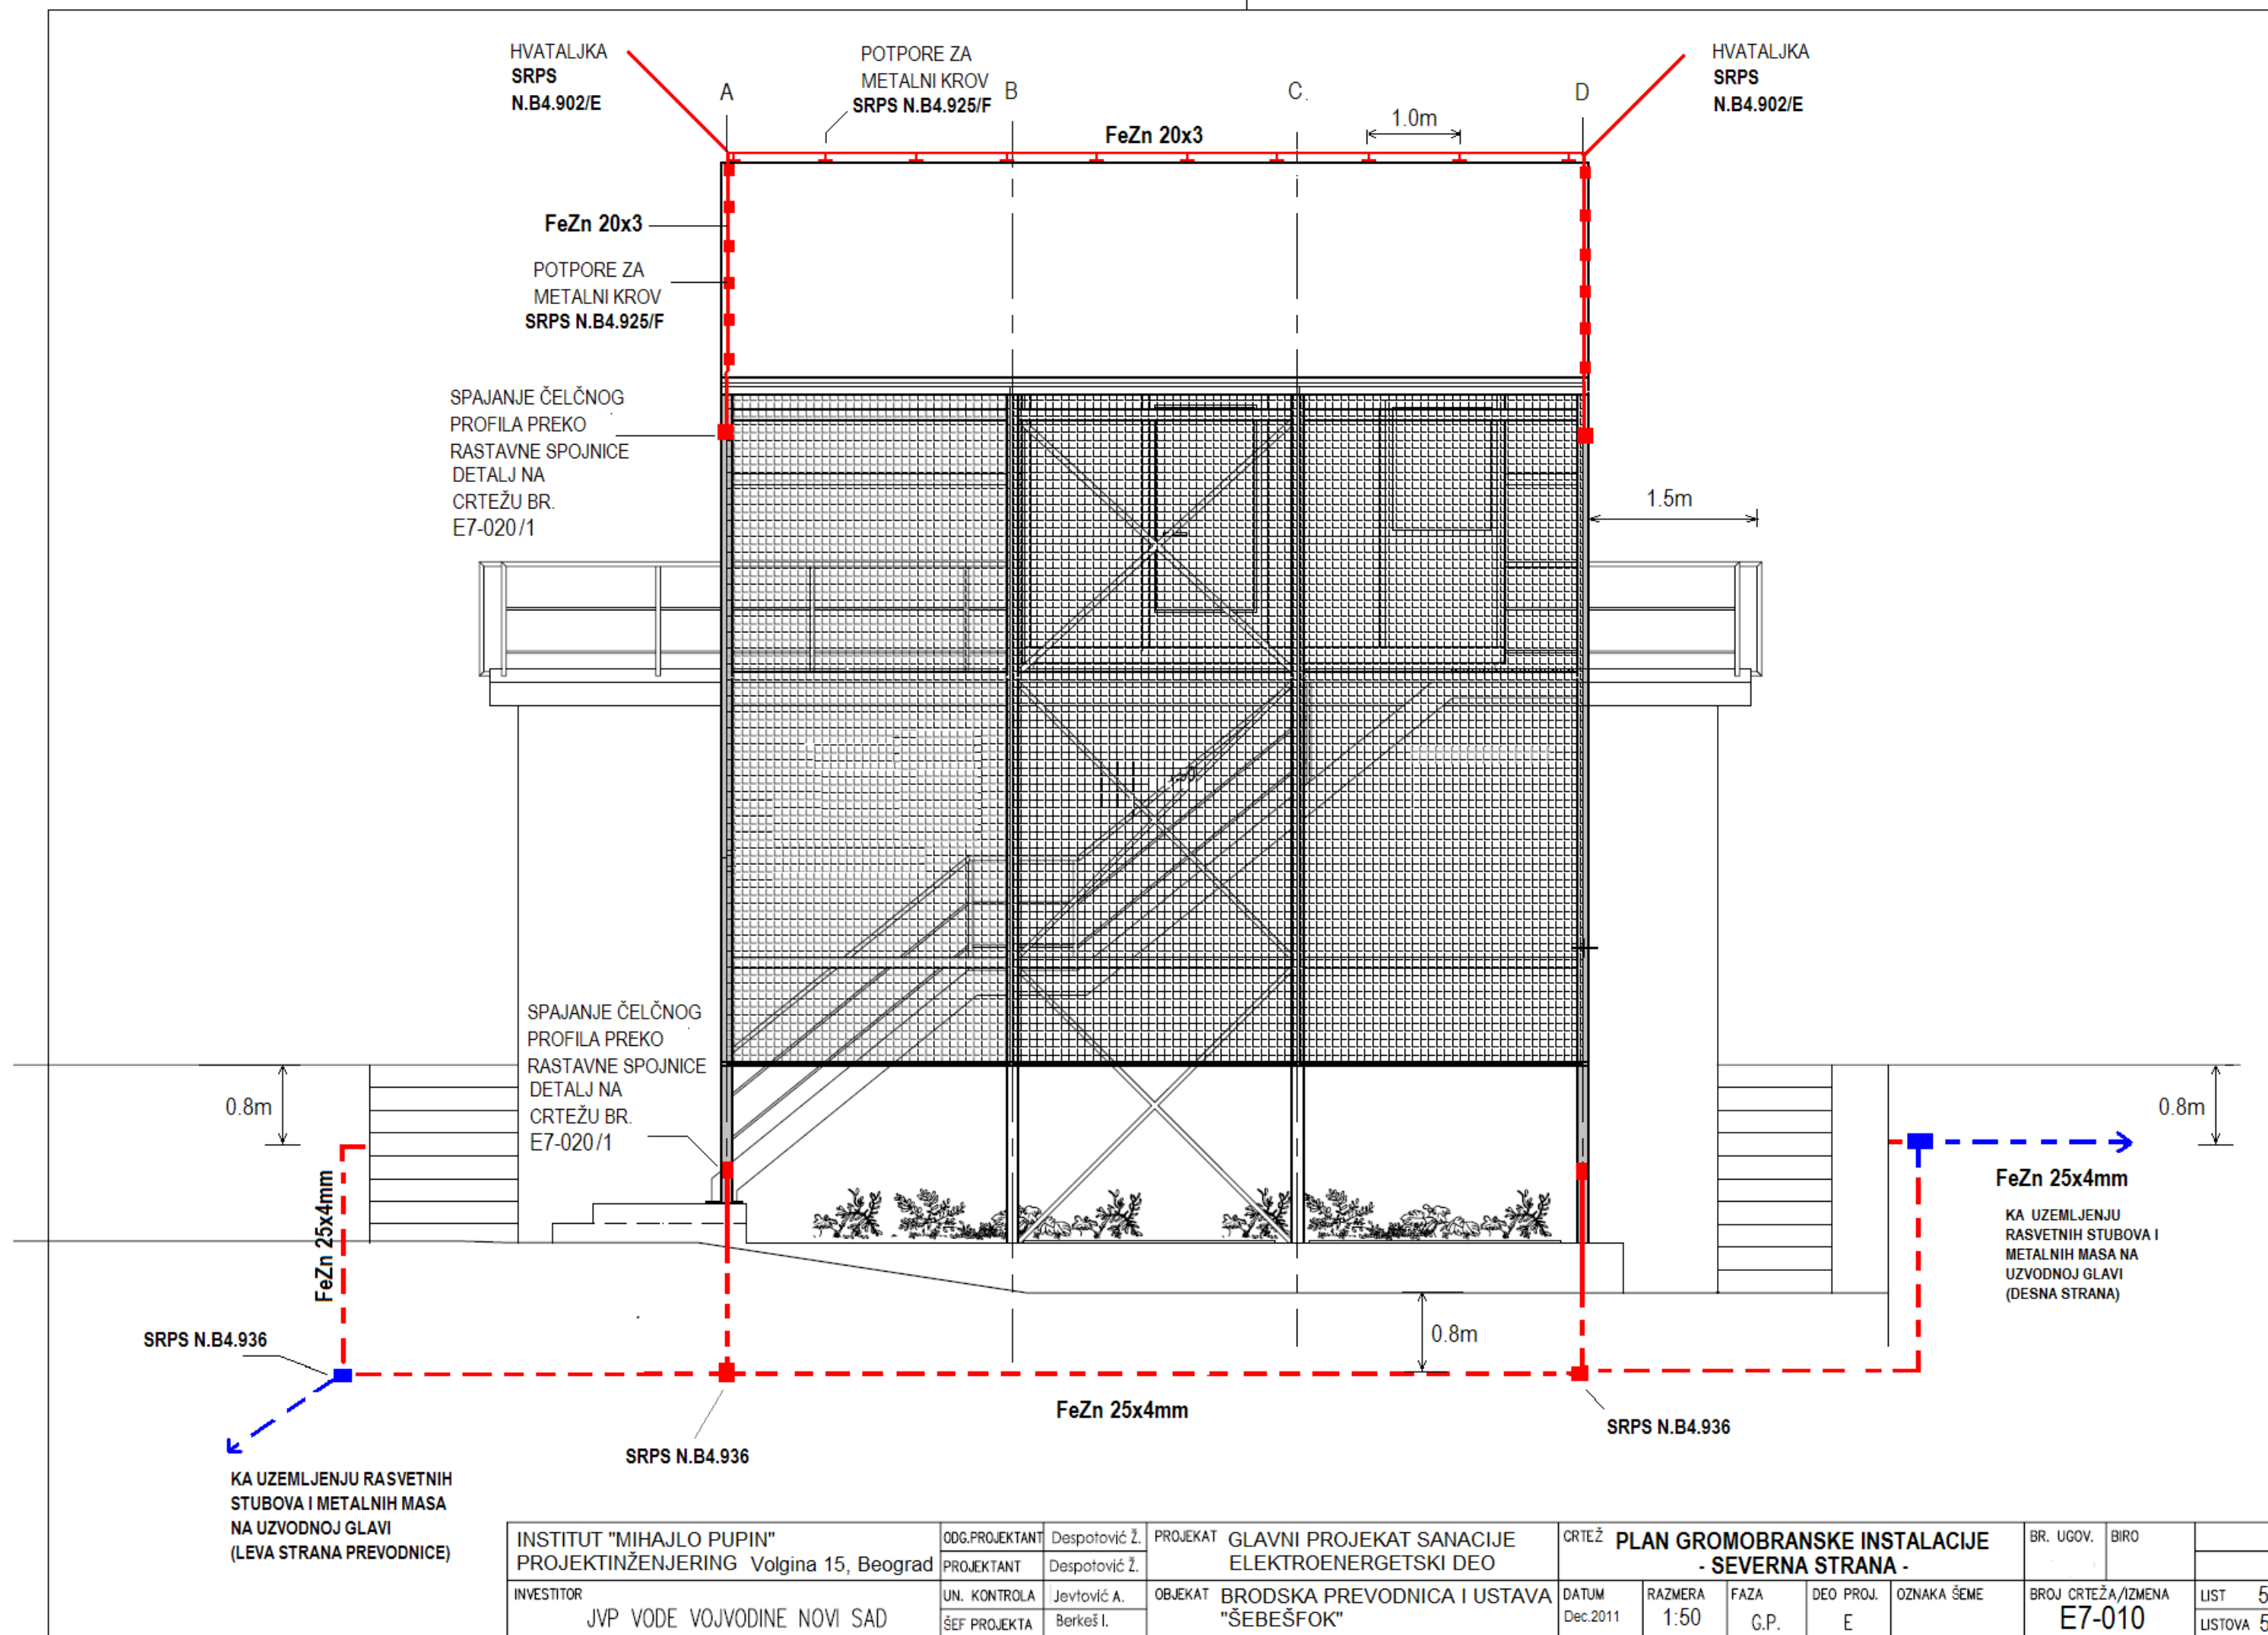 HVATALJKA
SRPS
N.B4.902/E
POTPORE ZA
METALNI KROV
SRPS N.B4.925/F
HVATALJKA
SRPS
N.B4.902/E
A
B
C.
D
FeZn 20x3
1.0m
FeZn 20x3
POTPORE ZA
METALNI KROV
SRPS N.B4.925/F
SPAJANJE ČELČNOG
PROFILA PREKO
RASTAVNE SPOJNICE
DETALJ NA
CRTEŽU BR.
E7-020/1
1.5m
SPAJANJE ČELČNOG
PROFILA PREKO
RASTAVNE SPOJNICE
DETALJ NA
CRTEŽU BR.
E7-020/1
0.8m
0.8m
FeZn 25x4mm
FeZn 25x4mm
KA UZEMLJENJU
RASVETNIH STUBOVA I
METALNIH MASA NA
UZVODNOJ GLAVI
(DESNA STRANA)
SRPS N.B4.936
0.8m
FeZn 25x4mm
SRPS N.B4.936
SRPS N.B4.936
KA UZEMLJENJU RASVETNIH
STUBOVA I METALNIH MASA
NA UZVODNOJ GLAVI
(LEVA STRANA PREVODNICE)
INSTITUT "MIHAJLO PUPIN"
PROJEKTINŽENJERING Volgina 15, Beograd
INVESTITOR
JVP VODE VOJVODINE NOVI SAD
ODG.PROJEKTANT Despotović Ž.
PROJEKTANT Despotović Ž.
UN. KONTROLA Jevtović A.
ŠEF PROJEKTA Berkeš I.
PROJEKAT GLAVNI PROJEKAT SANACIJE
ELEKTROENERGETSKI DEO
OBJEKAT BRODSKA PREVODNICA I USTAVA
"ŠEBEŠFOK"
CRTEŽ PLAN GROMOBRANSKE INSTALACIJE
- SEVERNA STRANA -
DATUM
Dec.2011
RAZMERA
1:50
FAZA
G.P.
DEO PROJ.
E
OZNAKA ŠEME
BR. UGOV.
BIRO
BROJ CRTEŽA/IZMENA
E7-010
LIST 5
LISTOVA 5